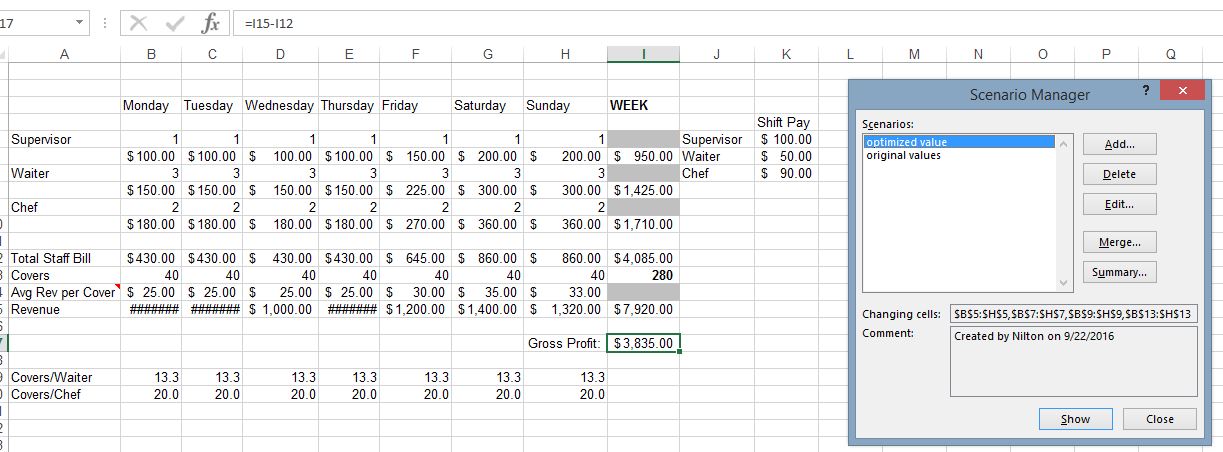 17 fx =I15-I12
A B C D E F G H I J K L M N O P Q
Monday Tuesday Wednesday Thursday Friday Saturday Sunday WEEK
Shift Pay
Supervisor 1 1 1 1 1 1 1 Supervisor $ 100.00
$100.00 $100.00 $ 100.00 $100.00 $ 150.00 $ 200.00 $ 200.00 $ 950.00 Waiter $ 50.00
Waiter 3 3 3 3 3 3 3 Chef $ 90.00
$150.00 $150.00 $ 150.00 $150.00 $ 225.00 $ 300.00 $ 300.00 $1,425.00
Chef 2 2 2 2 2 2 2
$180.00 $180.00 $ 180.00 $180.00 $ 270.00 $ 360.00 $ 360.00 $1,710.00
Total Staff Bill $430.00 $430.00 $ 430.00 $430.00 $ 645.00 $ 860.00 $ 860.00 $4,085.00
Covers 40 40 40 40 40 40 40 280
Avg Rev per Cover $ 25.00 $ 25.00 $ 25.00 $ 25.00 $ 30.00 $ 35.00 $ 33.00
Revenue ####### ####### $ 1,000.00 ####### $1,200.00 $1,400.00 $ 1,320.00 $7,920.00
Gross Profit: $3,835.00
Covers/Waiter 13.3 13.3 13.3 13.3 13.3 13.3 13.3
Covers/Chef 20.0 20.0 20.0 20.0 20.0 20.0 20.0
Scenario Manager ? ×
Scenarios:
optimized value
original values
Add...
Delete
Edit...
Merge...
Summary...
Changing cells: $B$5:$H$5,$B$7:$H$7,$B$9:$H$9,$B$13:$H$13
Comment: Created by Nilton on 9/22/2016
Show Close